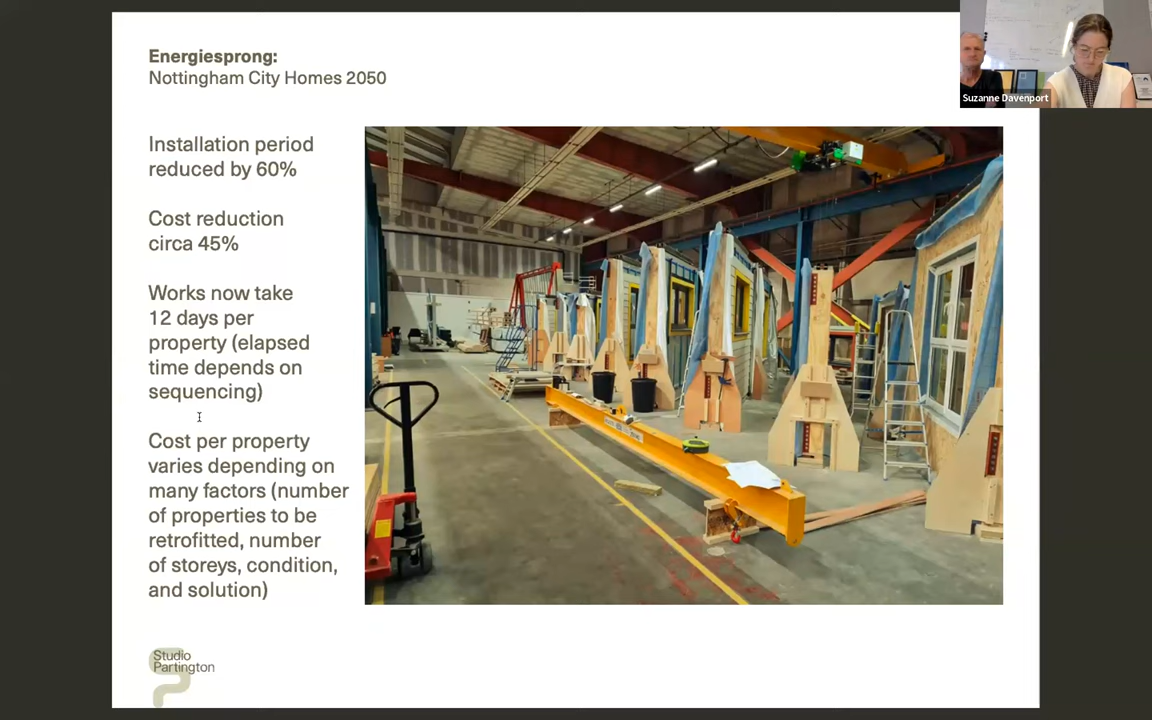 Energiesprong:
Nottingham City Homes 2050
Suzanne Davenport
Installation period
reduced by 60%
Cost reduction
circa 45%
Works now take
12 days per
property (elapsed
time depends on
sequencing)
Cost per property
varies depending on
many factors (number
of properties to be
retrofitted, number
of storeys, condition,
and solution)
Studio
Partington